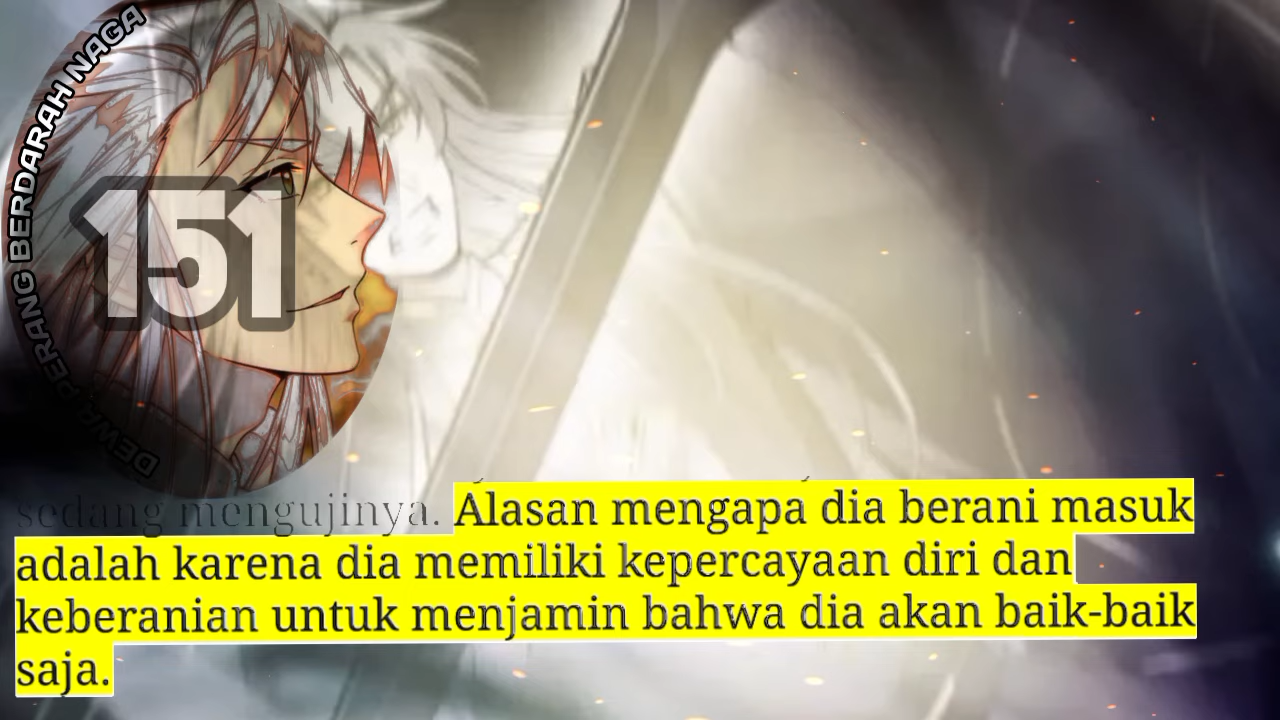 DEWA PERANG BERDARAH NAGA
151
sedang mengujinya. Alasan mengapa dia berani masuk
adalah karena dia memiliki kepercayaan diri dan
keberanian untuk menjamin bahwa dia akan baik-baik
saja.